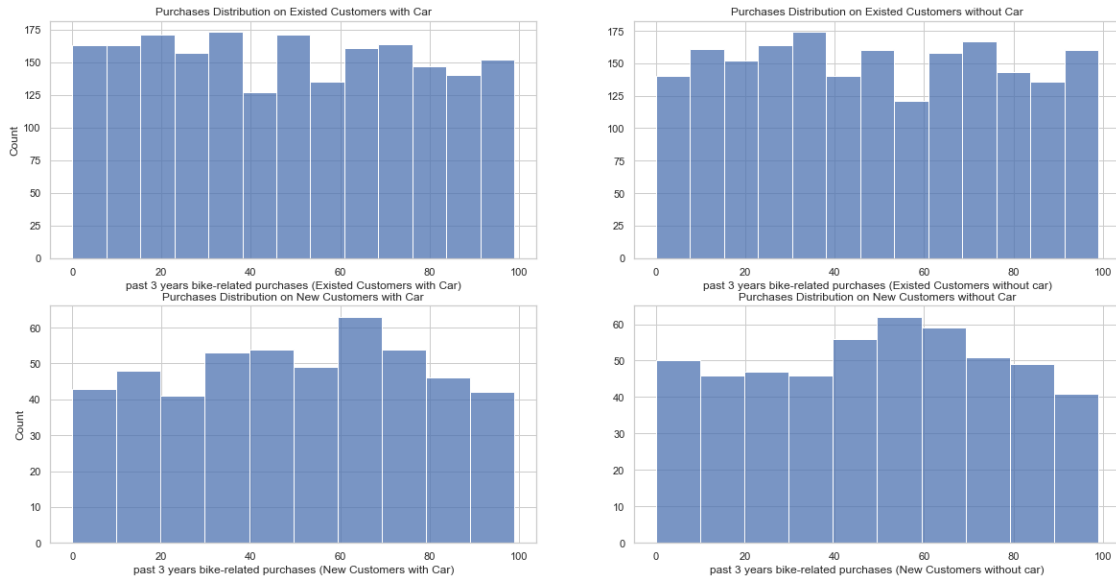 Purchases Distribution on Existed Customers with Car
175
150
125
100
75
50
25
0
Count
0 20 40 60 80 100
past 3 years bike-related purchases (Existed Customers with Car)
Purchases Distribution on Existed Customers without Car
175
150
125
100
75
50
25
0
0 20 40 60 80 100
past 3 years bike-related purchases (Existed Customers without car)
Purchases Distribution on New Customers with Car
60
50
40
30
20
10
0
Count
0 20 40 60 80 100
past 3 years bike-related purchases (New Customers with Car)
Purchases Distribution on New Customers without Car
60
50
40
30
20
10
0
0 20 40 60 80 100
past 3 years bike-related purchases (New Customers without car)